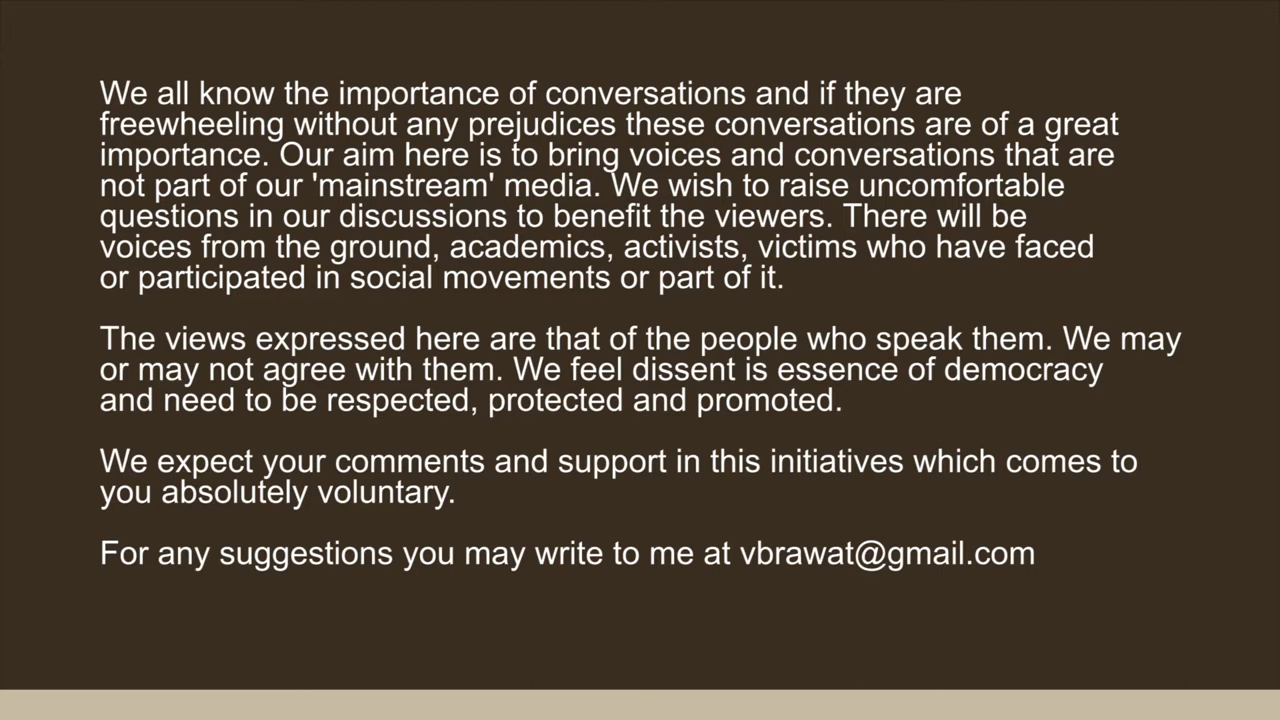 We all know the importance of conversations and if they are
freewheeling without any prejudices these conversations are of a great
importance. Our aim here is to bring voices and conversations that are
not part of our 'mainstream' media. We wish to raise uncomfortable
questions in our discussions to benefit the viewers. There will be
voices from the ground, academics, activists, victims who have faced
or participated in social movements or part of it.
The views expressed here are that of the people who speak them. We may
or may not agree with them. We feel dissent is essence of democracy
and need to be respected, protected and promoted.
We expect your comments and support in this initiatives which comes to
you absolutely voluntary.
For any suggestions you may write to me at vbrawat@gmail.com